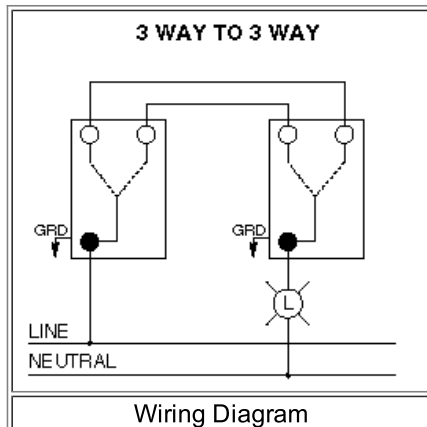 3 WAY TO 3 WAY
GRD
GRD
L
LINE
NEUTRAL
Wiring Diagram